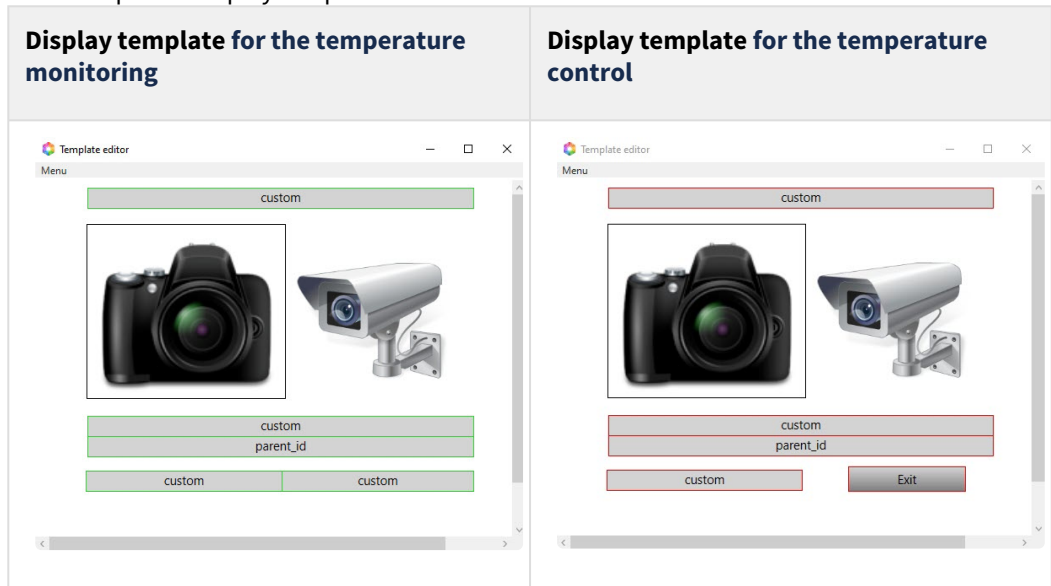 Display template for the temperature
monitoring
Display template for the temperature
control
Template editor
Menu
custom
custom
parent_id
custom custom
Template editor
Menu
custom
custom
parent_id
custom Exit